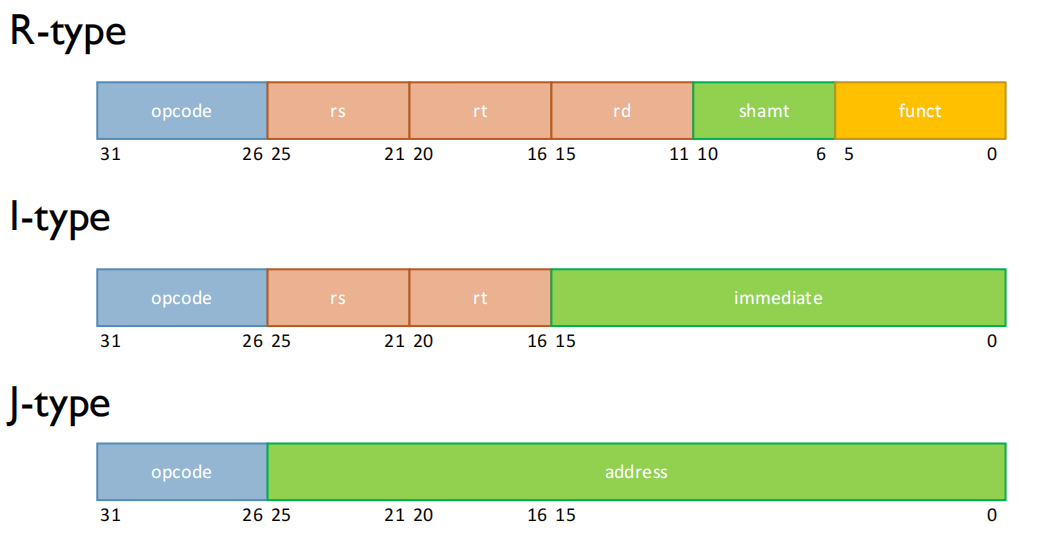 R-type
opcode rs rt rd shamt funct
31 26 25 21 20 16 15 11 10 6 5 0
I-type
opcode rs rt immediate
31 26 25 21 20 16 15 0
J-type
opcode address
31 26 25 21 20 16 15 0